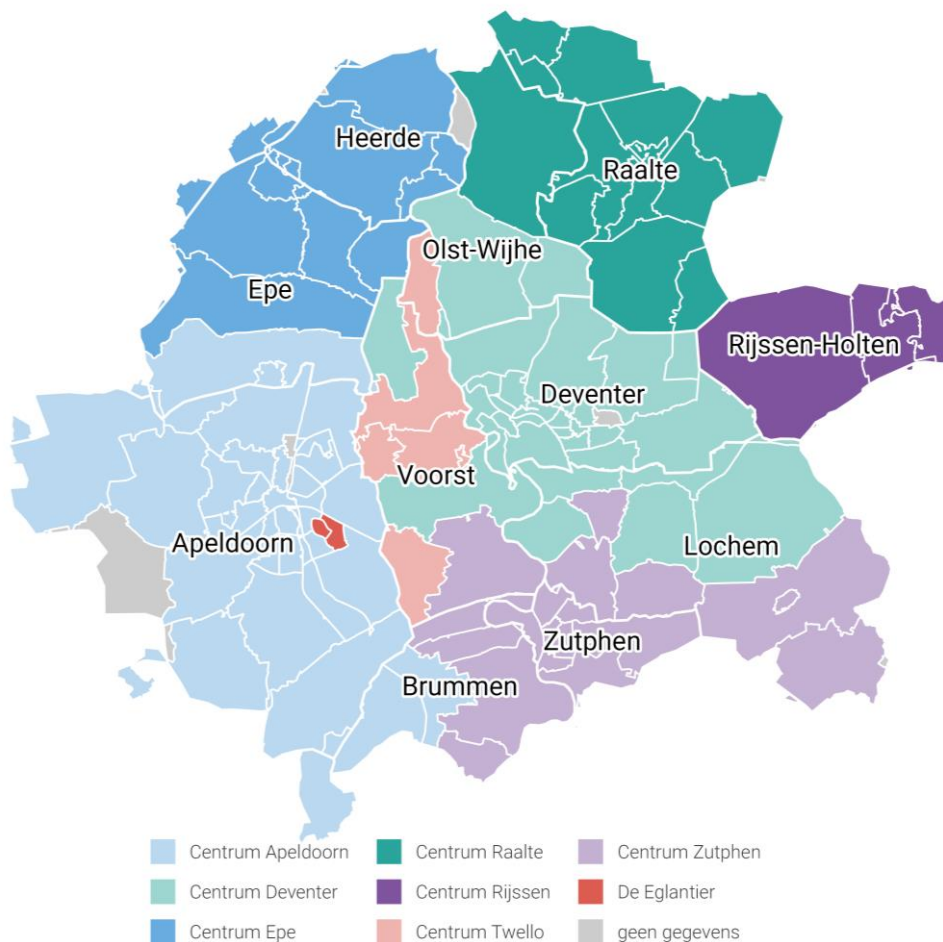 Heerde
Raalte
Olst-Wijhe
Epe
Rijssen-Holten
Deventer
Voorst
Apeldoorn
Lochem
Zutphen
Brummen
Centrum Apeldoorn
Centrum Raalte
Centrum Zutphen
Centrum Deventer
Centrum Rijssen
De Eglantier
Centrum Epe
Centrum Twello
geen gegevens